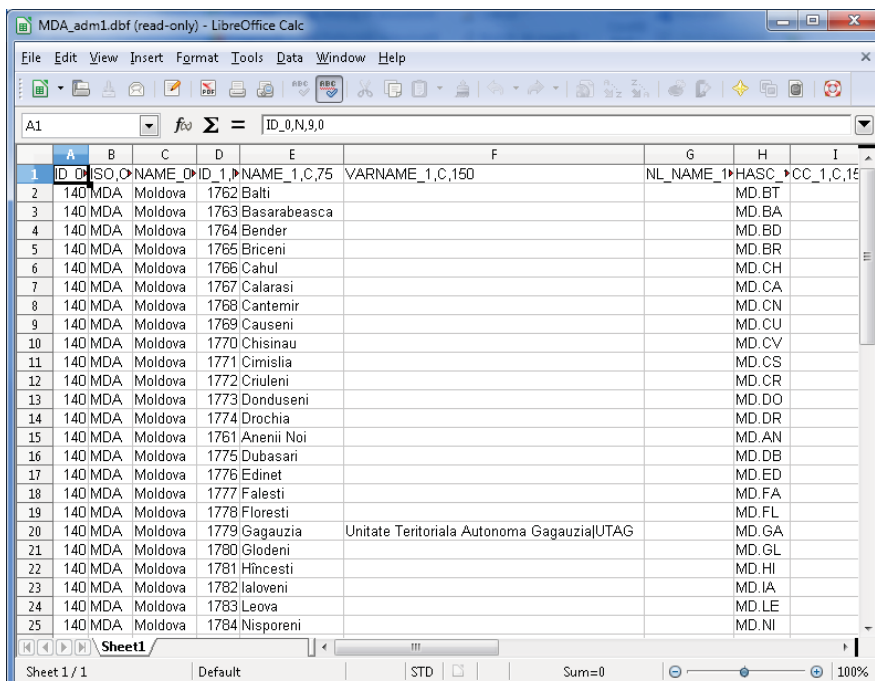 MDA_adm1.dbf (read-only) - LibreOffice Calc
File Edit View Insert Format Tools Data Window Help
A1 f(x) Σ = ID_0,N,9,0
A B C D E F G H I
1 ID_0 ISO,C NAME_0 ID_1,N NAME_1,C,75 VARNAME_1,C,150 NL_NAME_1 HASC_ CC_1,C,15
2 140 MDA Moldova 1762 Balti MD.BT
3 140 MDA Moldova 1763 Basarabeasca MD.BA
4 140 MDA Moldova 1764 Bender MD.BD
5 140 MDA Moldova 1765 Briceni MD.BR
6 140 MDA Moldova 1766 Cahul MD.CH
7 140 MDA Moldova 1767 Calarasi MD.CA
8 140 MDA Moldova 1768 Cantemir MD.CN
9 140 MDA Moldova 1769 Causeni MD.CU
10 140 MDA Moldova 1770 Chisinau MD.CV
11 140 MDA Moldova 1771 Cimislia MD.CS
12 140 MDA Moldova 1772 Criuleni MD.CR
13 140 MDA Moldova 1773 Donduseni MD.DO
14 140 MDA Moldova 1774 Drochia MD.DR
15 140 MDA Moldova 1761 Anenii Noi MD.AN
16 140 MDA Moldova 1775 Dubasari MD.DB
17 140 MDA Moldova 1776 Edinet MD.ED
18 140 MDA Moldova 1777 Falesti MD.FA
19 140 MDA Moldova 1778 Floresti MD.FL
20 140 MDA Moldova 1779 Gagauzia Unitate Teritoriala Autonoma Gagauzia|UTAG MD.GA
21 140 MDA Moldova 1780 Glodeni MD.GL
22 140 MDA Moldova 1781 Hîncesti MD.HI
23 140 MDA Moldova 1782 Ialoveni MD.IA
24 140 MDA Moldova 1783 Leova MD.LE
25 140 MDA Moldova 1784 Nisporeni MD.NI
Sheet1
Sheet 1 / 1 Default STD Sum=0 100%